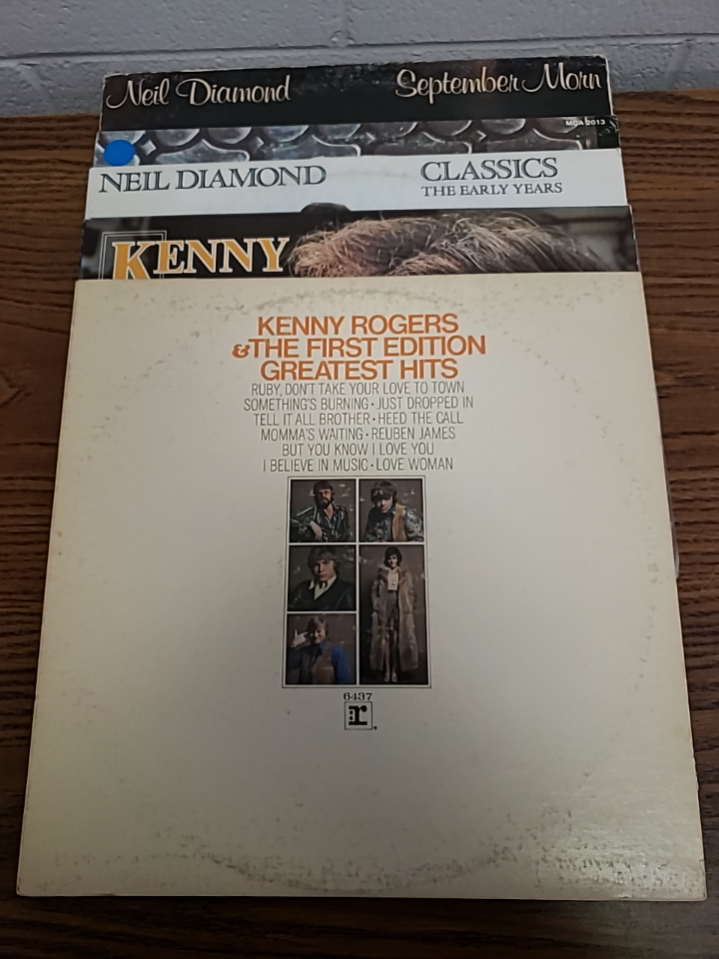 Neil Diamond September Morn
MCA 2013
NEIL DIAMOND CLASSICS
THE EARLY YEARS
KENNY
KENNY ROGERS
&THE FIRST EDITION
GREATEST HITS
RUBY, DON'T TAKE YOUR LOVE TO TOWN
SOMETHING'S BURNING • JUST DROPPED IN
TELL IT ALL BROTHER • HEED THE CALL
MOMMA'S WAITING • REUBEN JAMES
BUT YOU KNOW I LOVE YOU
I BELIEVE IN MUSIC • LOVE WOMAN
6437
r